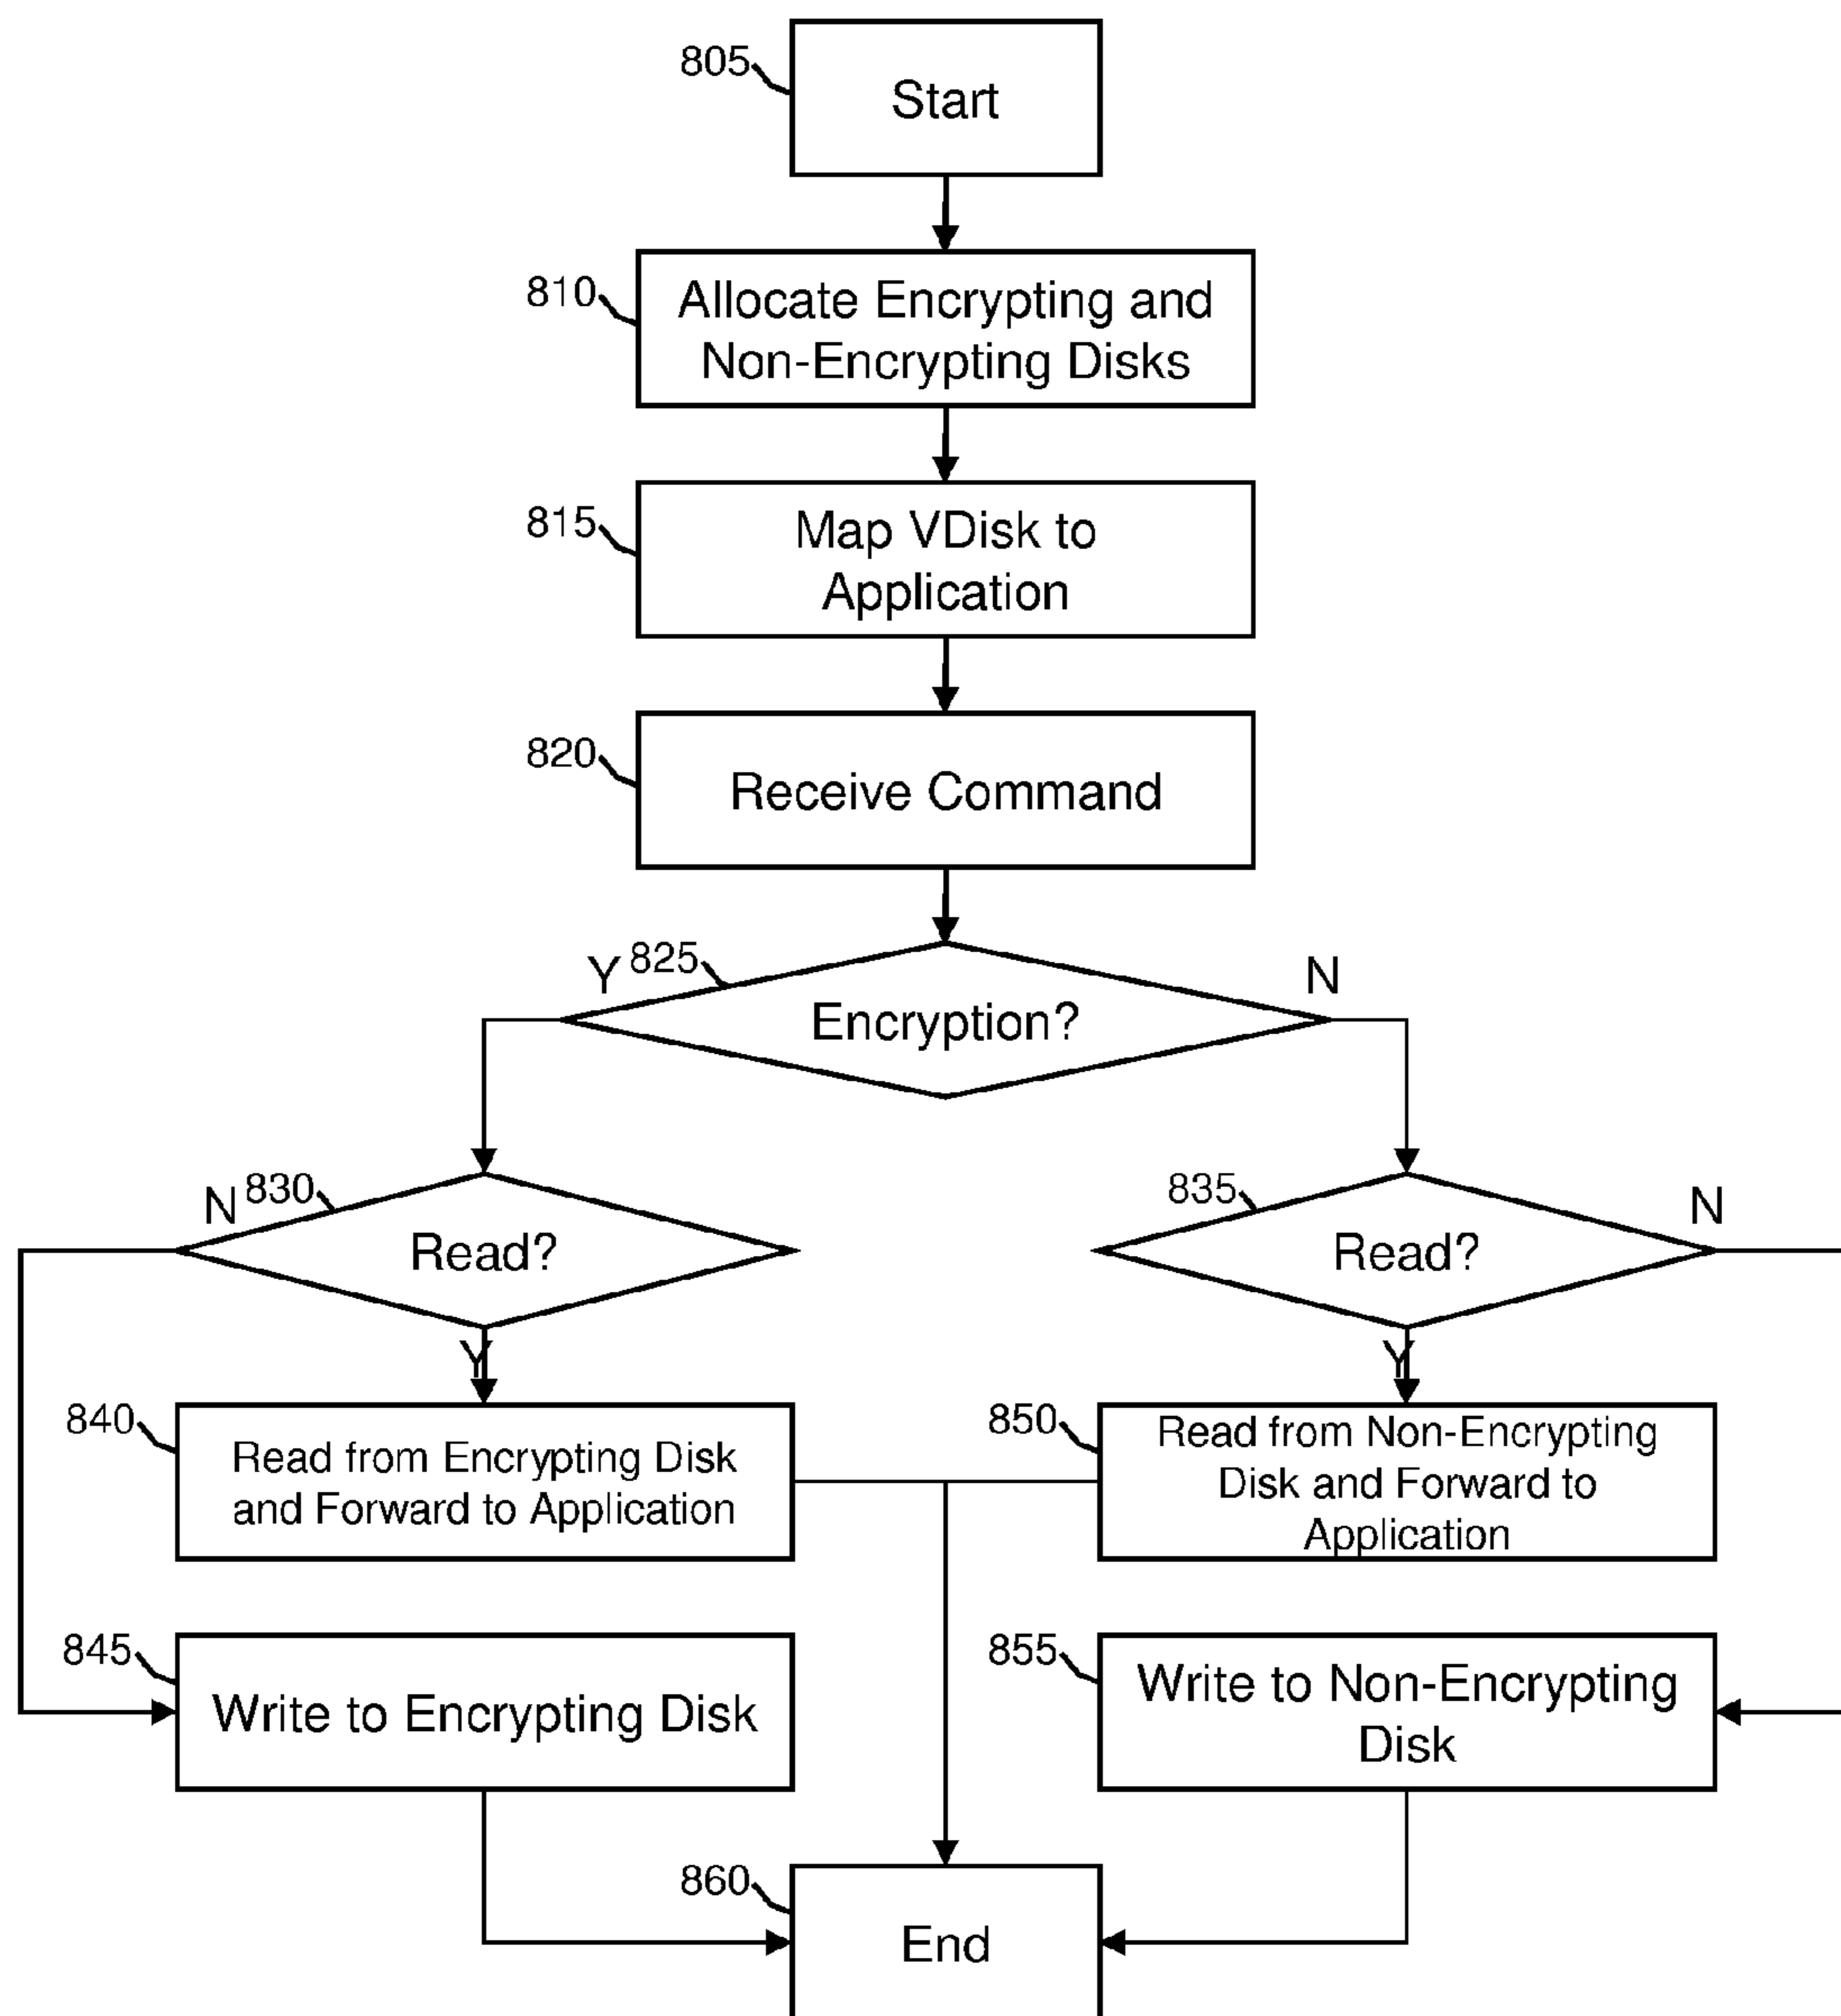 805
Start
810
Allocate Encrypting and
Non-Encrypting Disks
815
Map VDisk to
Application
820
Receive Command
Y 825
N
Encryption?
N 830
835
N
Read?
Read?
Y
Y
840
Read from Encrypting Disk
and Forward to Application
850
Read from Non-Encrypting
Disk and Forward to
Application
845
Write to Encrypting Disk
855
Write to Non-Encrypting
Disk
860
End